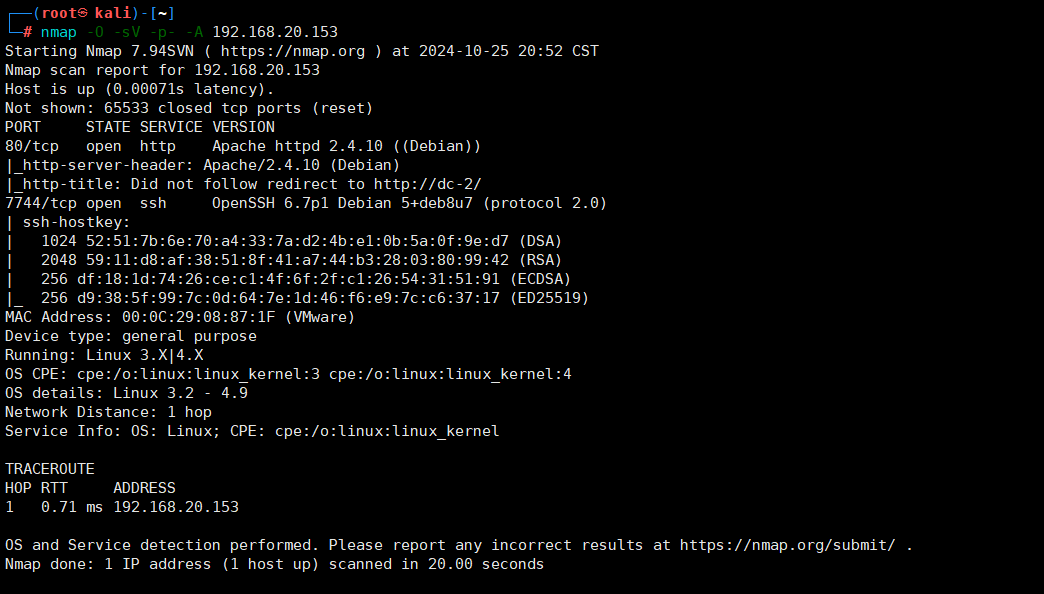 ┌──(root㉿kali)-[~]
└─# nmap -O -sV -p- -A 192.168.20.153
Starting Nmap 7.94SVN ( https://nmap.org ) at 2024-10-25 20:52 CST
Nmap scan report for 192.168.20.153
Host is up (0.00071s latency).
Not shown: 65533 closed tcp ports (reset)
PORT     STATE SERVICE VERSION
80/tcp   open  http    Apache httpd 2.4.10 ((Debian))
|_http-server-header: Apache/2.4.10 (Debian)
|_http-title: Did not follow redirect to http://dc-2/
7744/tcp open  ssh     OpenSSH 6.7p1 Debian 5+deb8u7 (protocol 2.0)
| ssh-hostkey:
|   1024 52:51:7b:6e:70:a4:33:7a:d2:4b:e1:0b:5a:0f:9e:d7 (DSA)
|   2048 59:11:d8:af:38:51:8f:41:a7:44:b3:28:03:80:99:42 (RSA)
|   256 df:18:1d:74:26:ce:c1:4f:6f:2f:c1:26:54:31:51:91 (ECDSA)
|_  256 d9:38:5f:99:7c:0d:64:7e:1d:46:f6:e9:7c:c6:37:17 (ED25519)
MAC Address: 00:0C:29:08:87:1F (VMware)
Device type: general purpose
Running: Linux 3.X|4.X
OS CPE: cpe:/o:linux:linux_kernel:3 cpe:/o:linux:linux_kernel:4
OS details: Linux 3.2 - 4.9
Network Distance: 1 hop
Service Info: OS: Linux; CPE: cpe:/o:linux:linux_kernel

TRACEROUTE
HOP RTT     ADDRESS
1   0.71 ms 192.168.20.153

OS and Service detection performed. Please report any incorrect results at https://nmap.org/submit/ .
Nmap done: 1 IP address (1 host up) scanned in 20.00 seconds